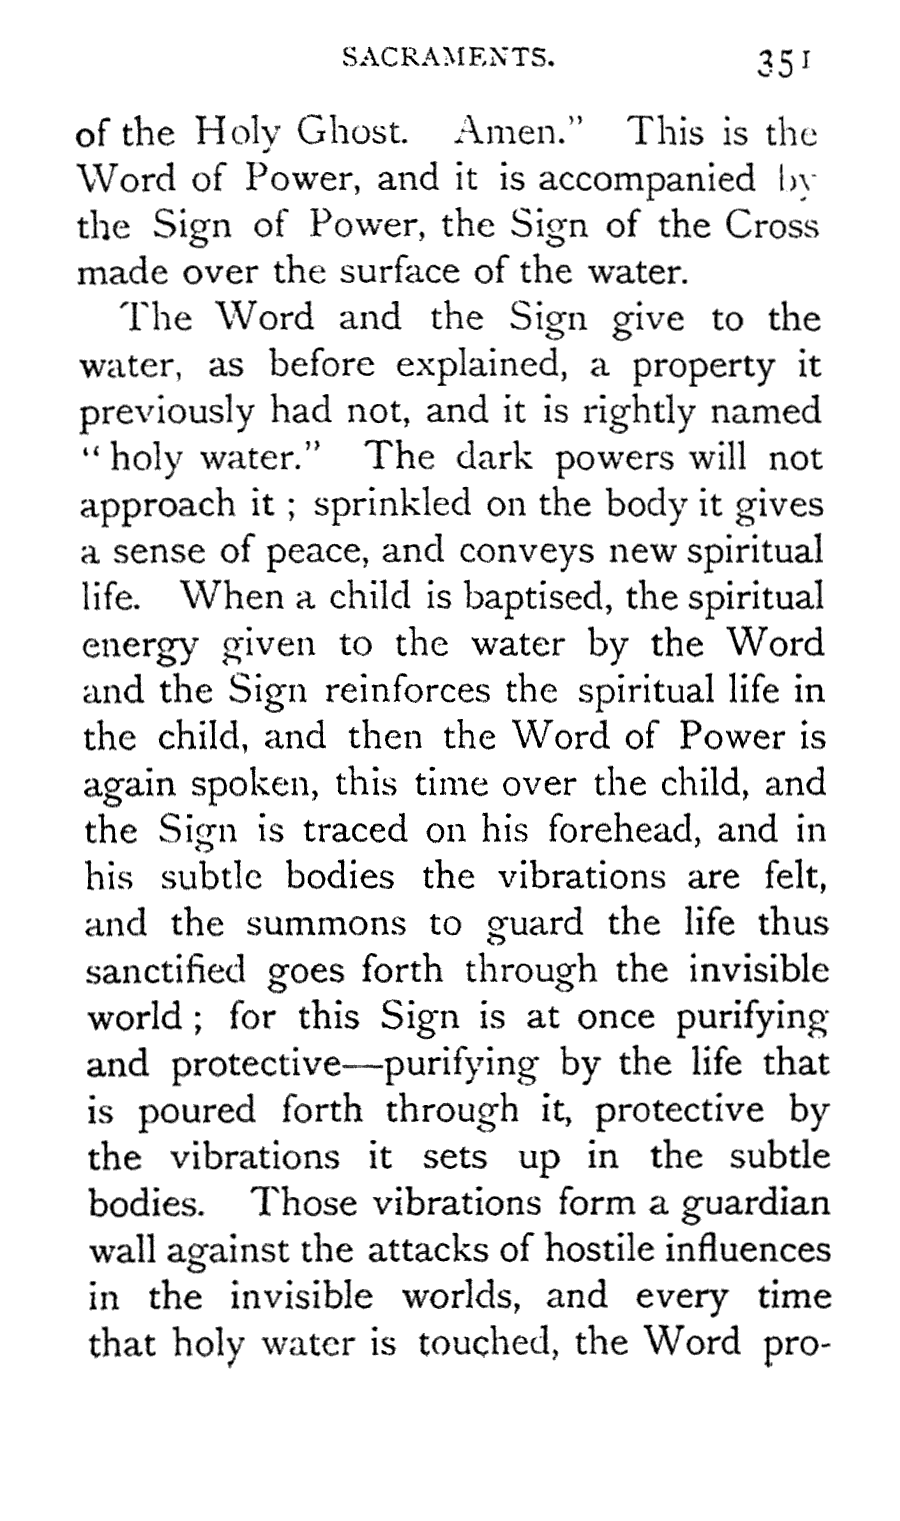 SACRAMENTS. 351
of the Holy Ghost. Amen.” This is the
Word of Power, and it is accompanied by
the Sign of Power, the Sign of the Cross
made over the surface of the water.
The Word and the Sign give to the
water, as before explained, a property it
previously had not, and it is rightly named
“ holy water.” The dark powers will not
approach it ; sprinkled on the body it gives
a sense of peace, and conveys new spiritual
life. When a child is baptised, the spiritual
energy given to the water by the Word
and the Sign reinforces the spiritual life in
the child, and then the Word of Power is
again spoken, this time over the child, and
the Sign is traced on his forehead, and in
his subtle bodies the vibrations are felt,
and the summons to guard the life thus
sanctified goes forth through the invisible
world ; for this Sign is at once purifying
and protective—purifying by the life that
is poured forth through it, protective by
the vibrations it sets up in the subtle
bodies. Those vibrations form a guardian
wall against the attacks of hostile influences
in the invisible worlds, and every time
that holy water is touched, the Word pro-